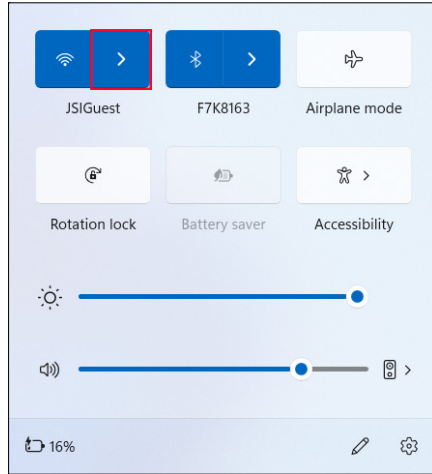 JSIGuest F7K8163 Airplane mode
Rotation lock Battery saver Accessibility
16%